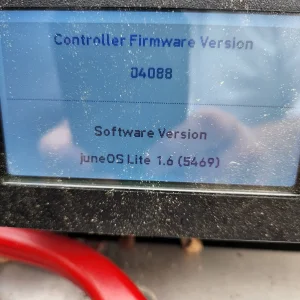 Controller Firmware Version
04088
Software Version
juneOS Lite 1.6 (5469)